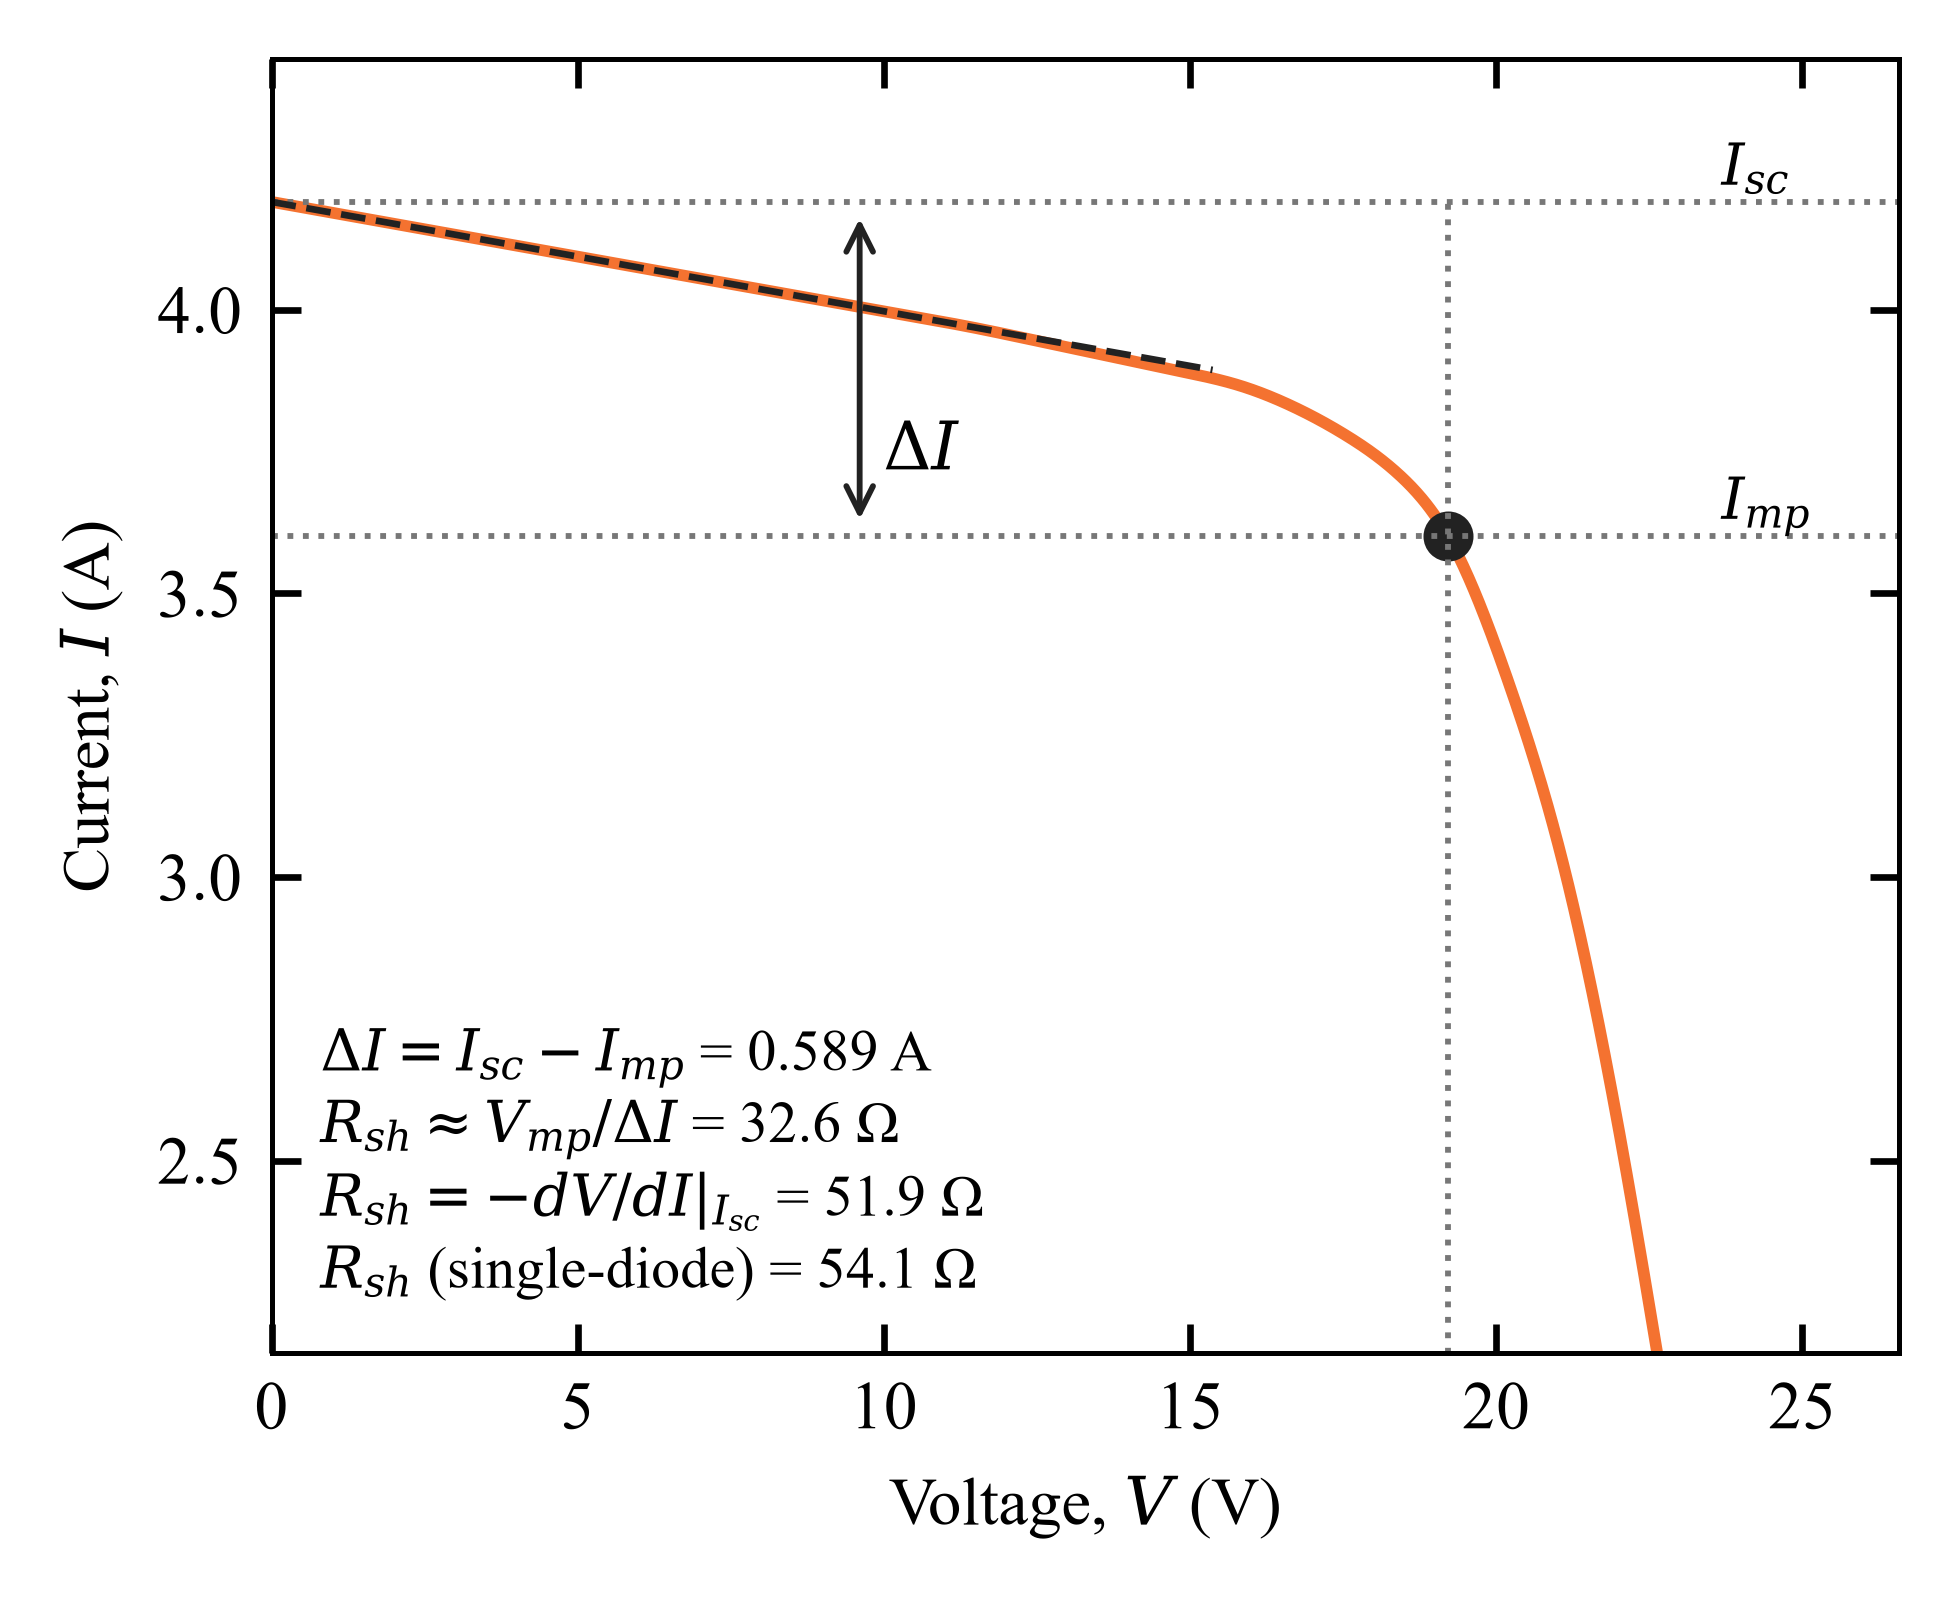 I_sc
4.0
ΔI
I_mp
3.5
3.0
2.5
Current, I (A)
ΔI = I_sc − I_mp = 0.589 A
R_sh ≈ V_mp/ΔI = 32.6 Ω
R_sh = −dV/dI|_I_sc = 51.9 Ω
R_sh (single-diode) = 54.1 Ω
0 5 10 15 20 25
Voltage, V (V)